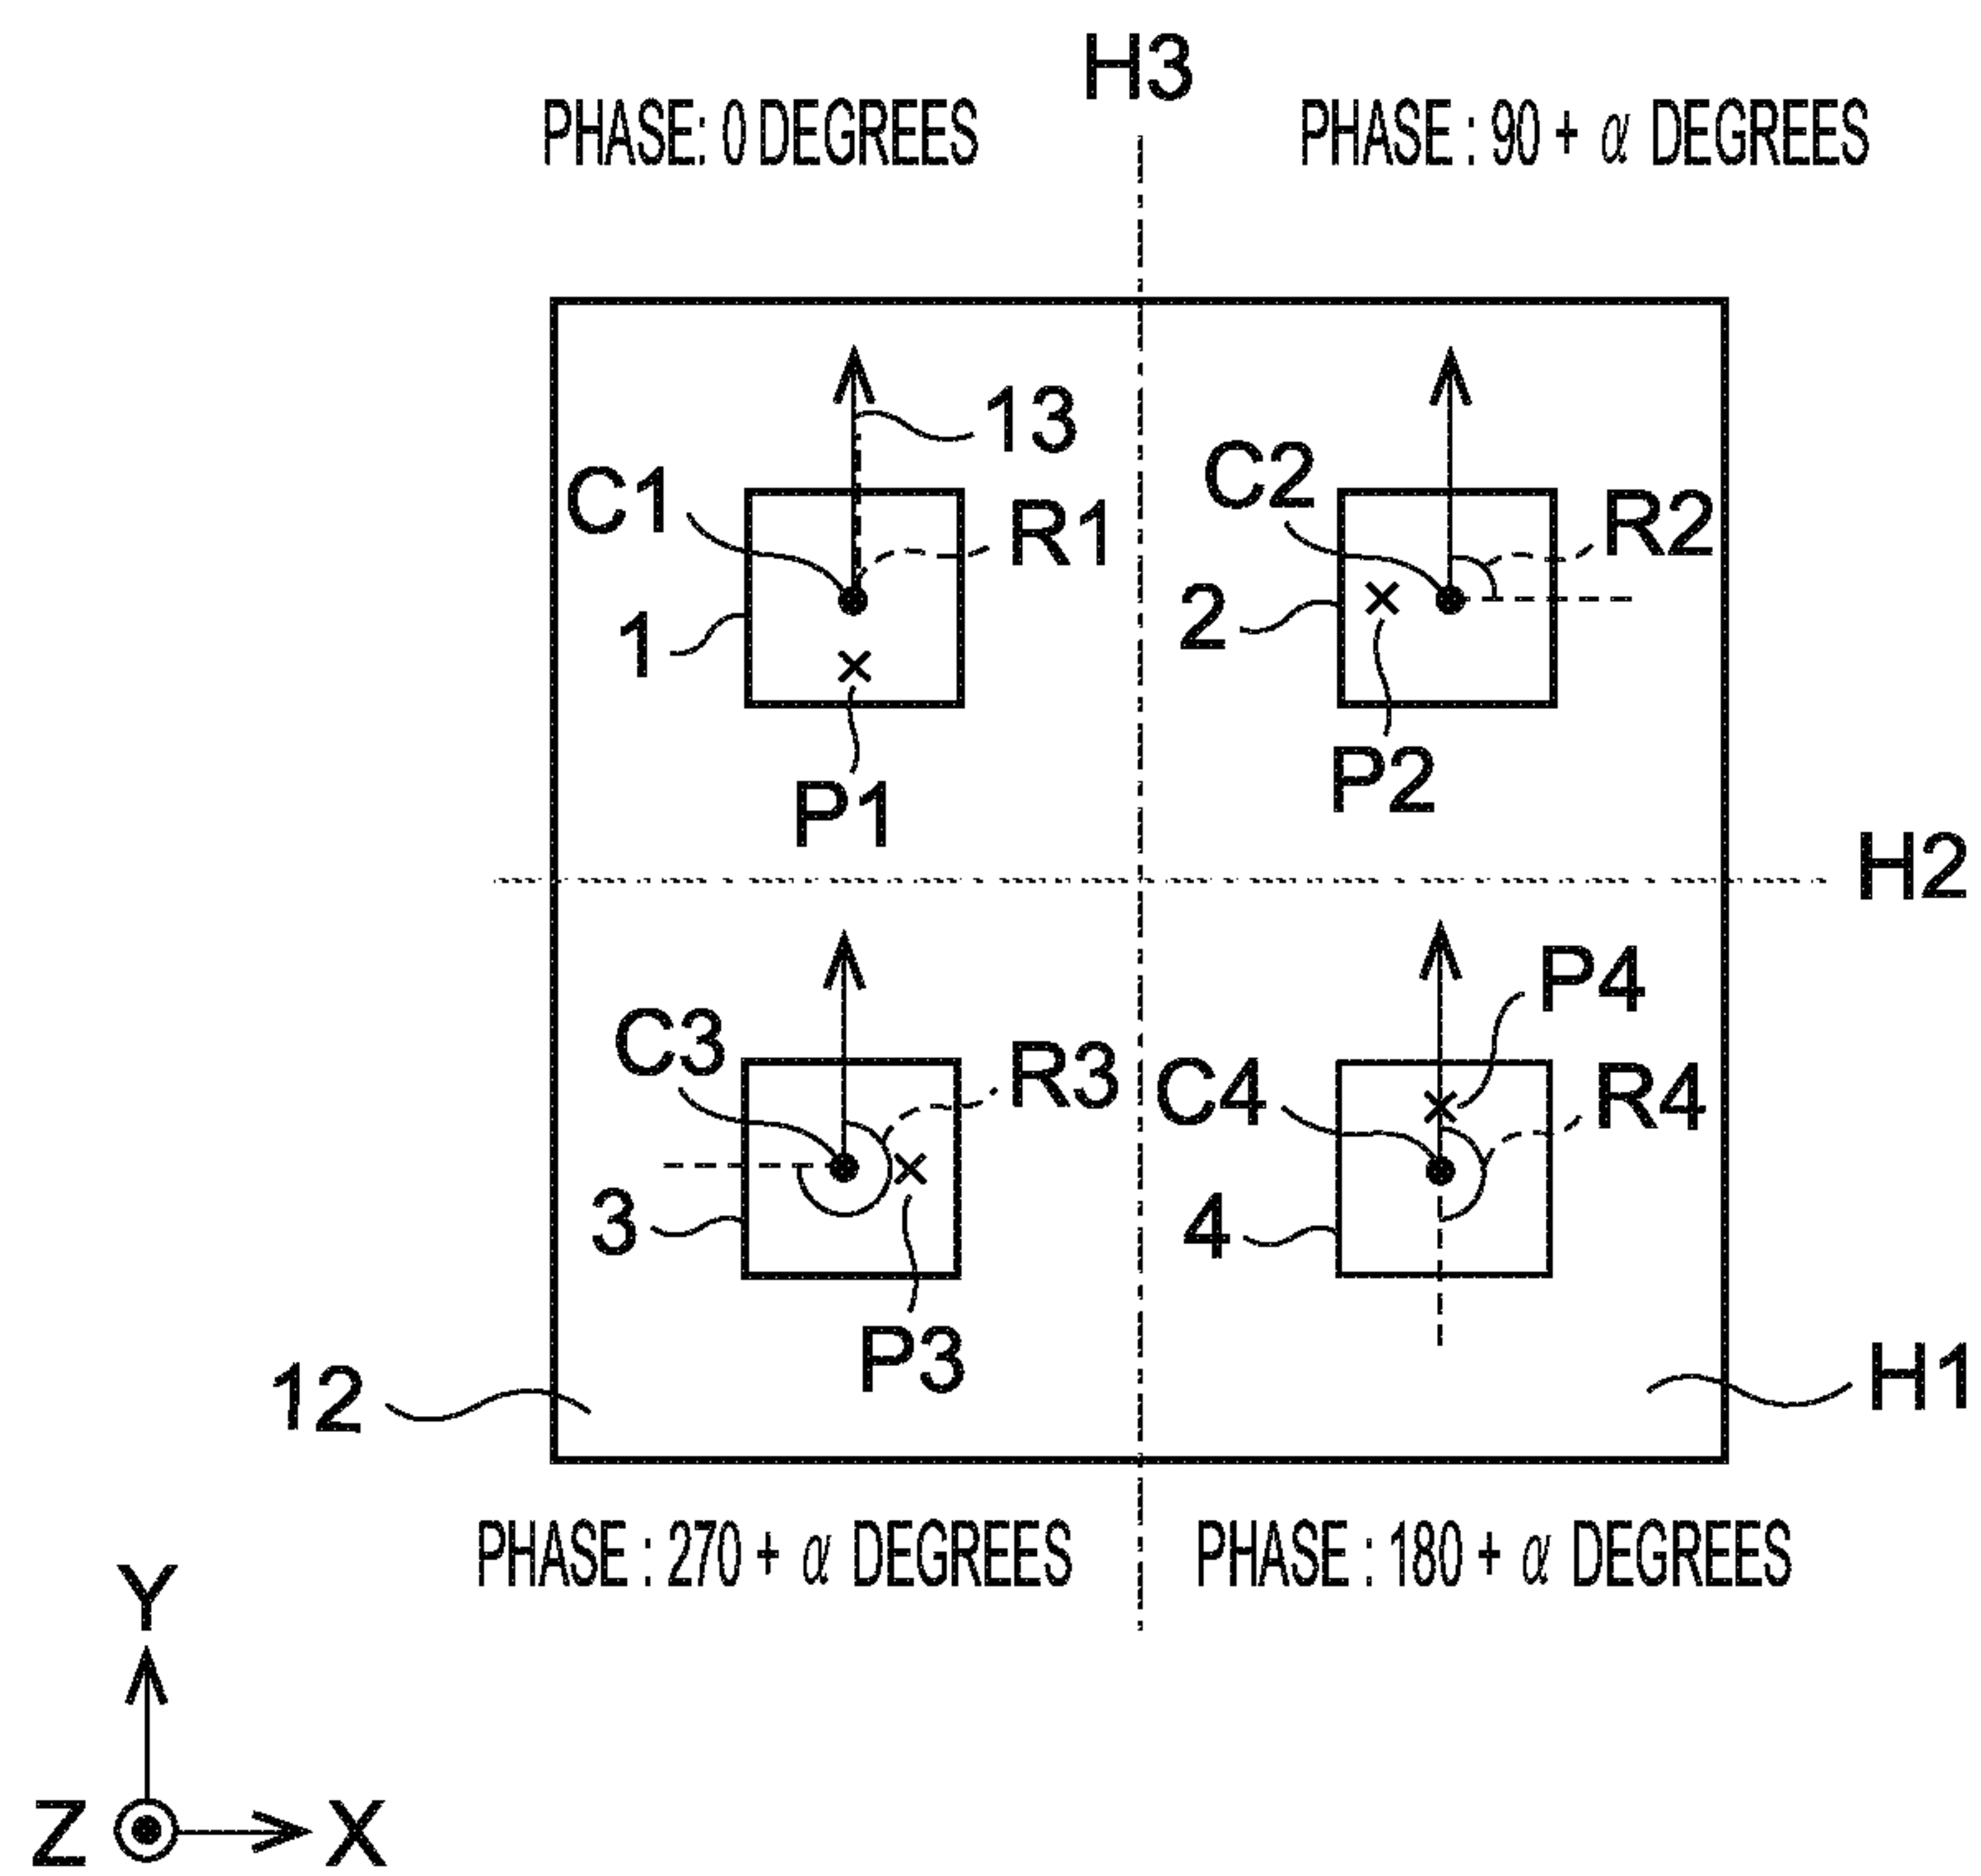 H3
PHASE: 0 DEGREES
PHASE : 90 + α DEGREES
13
C1
R1
C2
R2
1
2
P1
P2
H2
P4
C3
R3
C4
R4
3
4
P3
12
H1
PHASE : 270 + α DEGREES
PHASE : 180 + α DEGREES
Y
Z
X